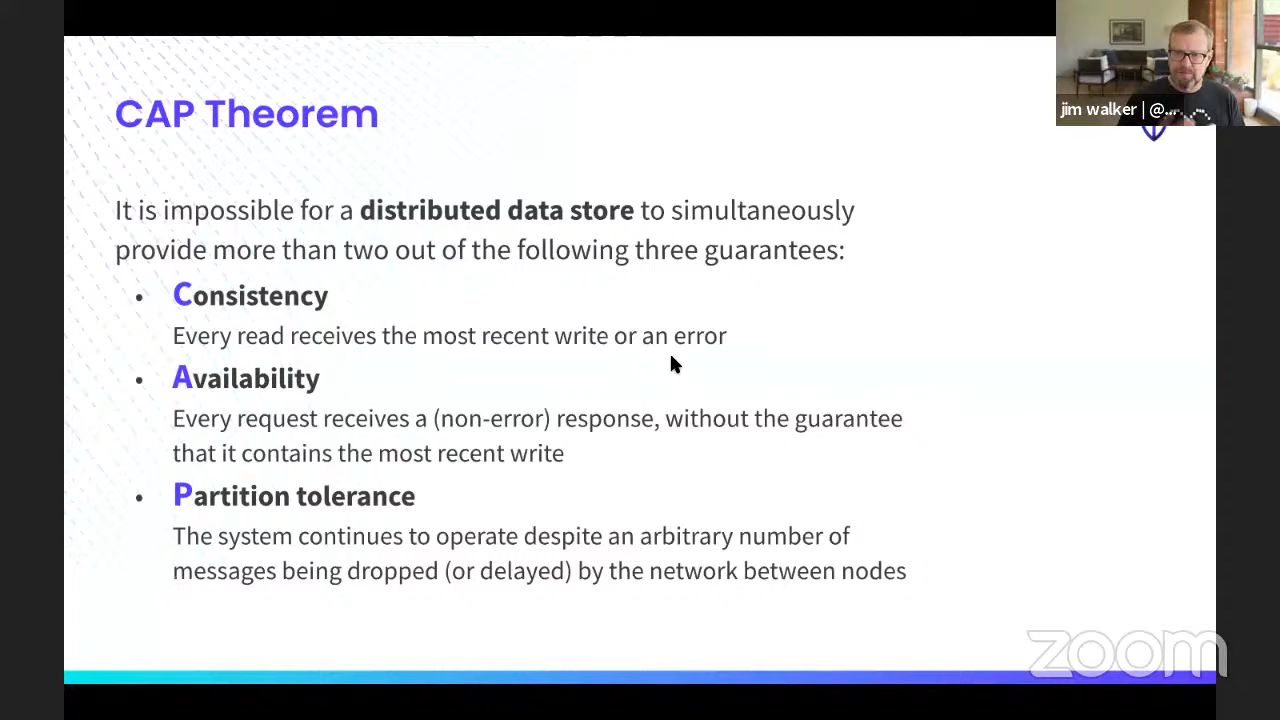 CAP Theorem
jim walker | @...
It is impossible for a distributed data store to simultaneously
provide more than two out of the following three guarantees:
• Consistency
Every read receives the most recent write or an error
• Availability
Every request receives a (non-error) response, without the guarantee
that it contains the most recent write
• Partition tolerance
The system continues to operate despite an arbitrary number of
messages being dropped (or delayed) by the network between nodes
zoom